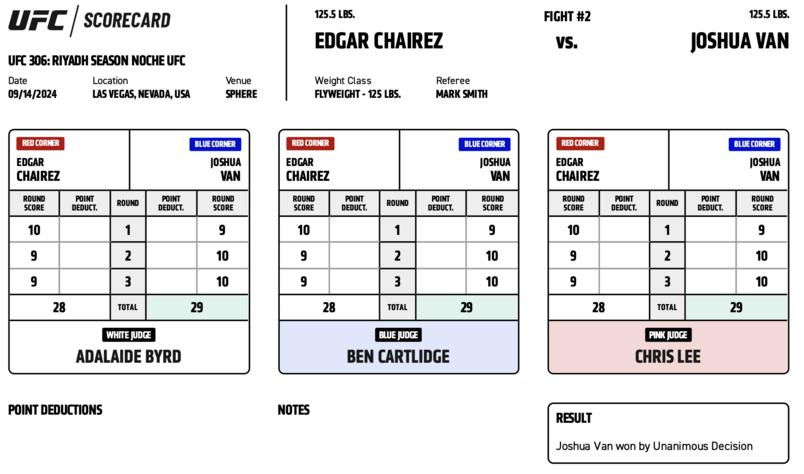 UFC SCORECARD
UFC 306: RIYADH SEASON NOCHE UFC
Date Location Venue
09/14/2024 LAS VEGAS, NEVADA, USA SPHERE
125.5 LBS. FIGHT #2 125.5 LBS.
EDGAR CHAIREZ VS. JOSHUA VAN
Weight Class Referee
FLYWEIGHT - 125 LBS. MARK SMITH
RED CORNER BLUE CORNER
EDGAR JOSHUA
CHAIREZ VAN
ROUND POINT ROUND POINT ROUND
SCORE DEDUCT. DEDUCT. SCORE
10 1 9
9 2 10
9 3 10
28 TOTAL 29
WHITE JUDGE
ADALAIDE BYRD
RED CORNER BLUE CORNER
EDGAR JOSHUA
CHAIREZ VAN
ROUND POINT ROUND POINT ROUND
SCORE DEDUCT. DEDUCT. SCORE
10 1 9
9 2 10
9 3 10
28 TOTAL 29
BLUE JUDGE
BEN CARTLIDGE
RED CORNER BLUE CORNER
EDGAR JOSHUA
CHAIREZ VAN
ROUND POINT ROUND POINT ROUND
SCORE DEDUCT. DEDUCT. SCORE
10 1 9
9 2 10
9 3 10
28 TOTAL 29
PINK JUDGE
CHRIS LEE
POINT DEDUCTIONS
NOTES
RESULT
Joshua Van won by Unanimous Decision